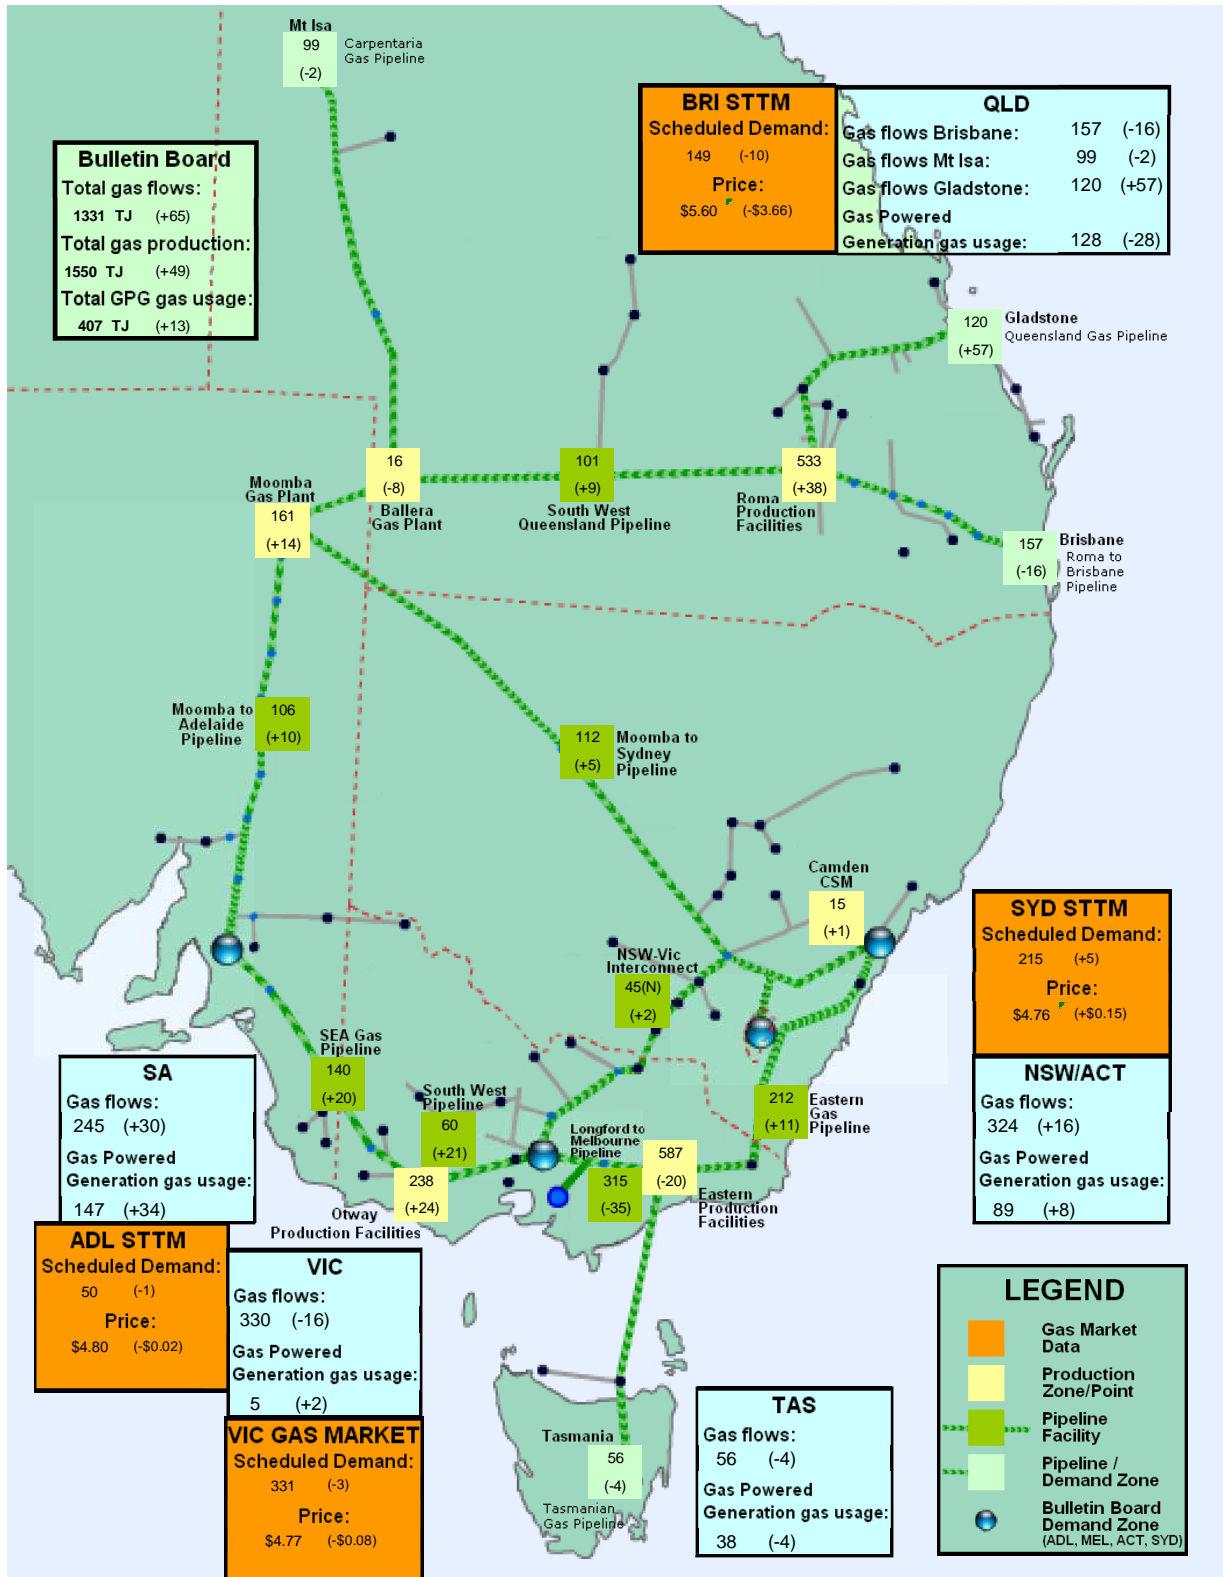 Mt Isa
99
(-2)
Carpentaria
Gas Pipeline
BRI STTM
Scheduled Demand:
149 (-10)
Price:
$5.60 (-$3.66)
QLD
Gas flows Brisbane: 157 (-16)
Gas flows Mt Isa: 99 (-2)
Gas flows Gladstone: 120 (+57)
Gas Powered
Generation gas usage: 128 (-28)
Bulletin Board
Total gas flows:
1331 TJ (+65)
Total gas production:
1550 TJ (+49)
Total GPG gas usage:
407 TJ (+13)
120
(+57)
Gladstone
Queensland Gas Pipeline
Moomba
Gas Plant
161
(+14)
16
(-8)
Ballera
Gas Plant
101
(+9)
South West
Queensland Pipeline
533
(+38)
Roma
Production
Facilities
157
(-16)
Brisbane
Roma to
Brisbane
Pipeline
Moomba to
Adelaide
Pipeline
106
(+10)
112
(+5)
Moomba to
Sydney
Pipeline
Camden
CSM
15
(+1)
NSW-Vic
Interconnect
45(N)
(+2)
SYD STTM
Scheduled Demand:
215 (+5)
Price:
$4.76 (+$0.15)
NSW/ACT
Gas flows:
324 (+16)
Gas Powered
Generation gas usage:
89 (+8)
SEA Gas
Pipeline
140
(+20)
South West
Pipeline
60
(+21)
Longford to
Melbourne
Pipeline
315
(-35)
587
(-20)
Eastern
Production
Facilities
212
(+11)
Eastern
Gas
Pipeline
238
(+24)
Otway
Production Facilities
SA
Gas flows:
245 (+30)
Gas Powered
Generation gas usage:
147 (+34)
ADL STTM
Scheduled Demand:
50 (-1)
Price:
$4.80 (-$0.02)
VIC
Gas flows:
330 (-16)
Gas Powered
Generation gas usage:
5 (+2)
VIC GAS MARKET
Scheduled Demand:
331 (-3)
Price:
$4.77 (-$0.08)
Tasmania
56
(-4)
Tasmanian
Gas Pipeline
TAS
Gas flows:
56 (-4)
Gas Powered
Generation gas usage:
38 (-4)
LEGEND
Gas Market
Data
Production
Zone/Point
Pipeline
Facility
Pipeline /
Demand Zone
Bulletin Board
Demand Zone
(ADL, MEL, ACT, SYD)